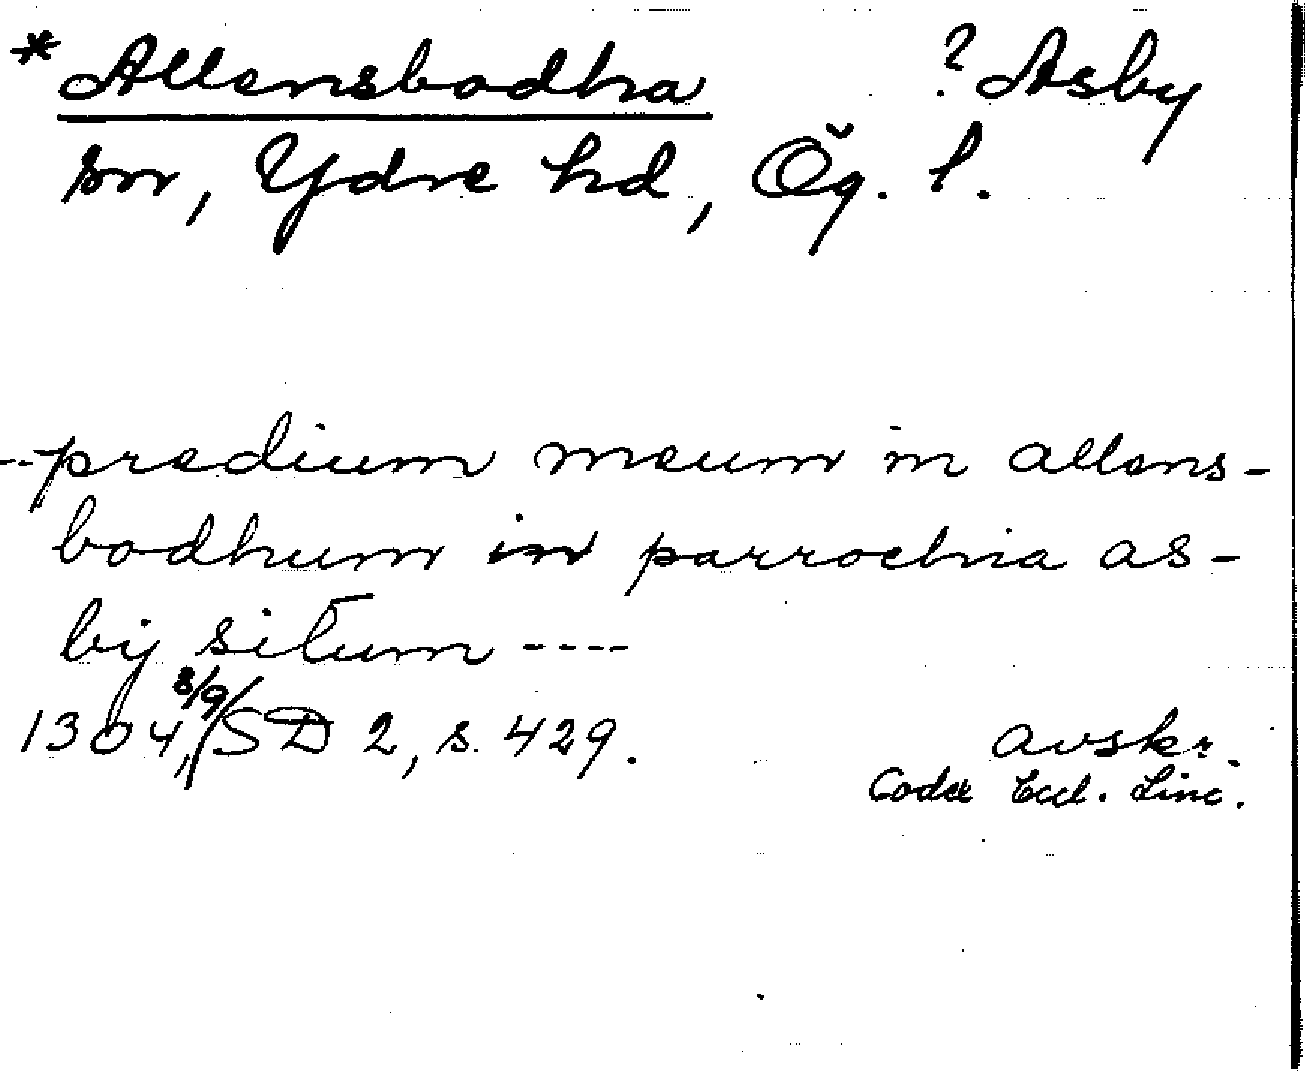 * Allensbodha ? Asby
sn, Ydre hd, Ög. l.
--- predium meum in allens-
bodhum in parrochia as-
by situm ----
1304, 8/9/ SD 2, s. 429. avskr.
Codex Eccl. Linc.